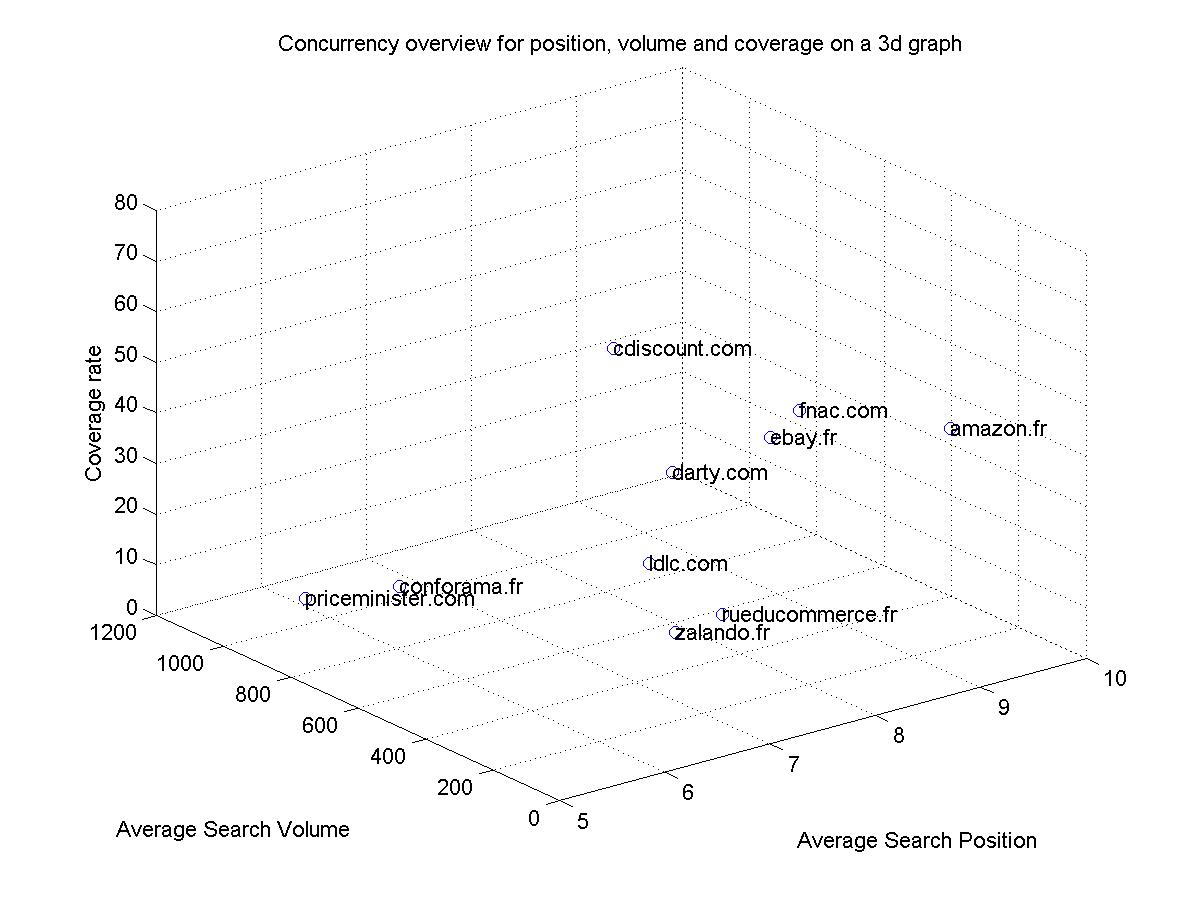 Concurrency overview for position, volume and coverage on a 3d graph
80
70
60
50
40
30
20
10
0
Coverage rate
cdiscount.com
fnac.com
amazon.fr
ebay.fr
darty.com
ldlc.com
conforama.fr
priceminister.com
rueducommerce.fr
zalando.fr
1200
1000
800
600
400
200
0
5
6
7
8
9
10
Average Search Volume
Average Search Position